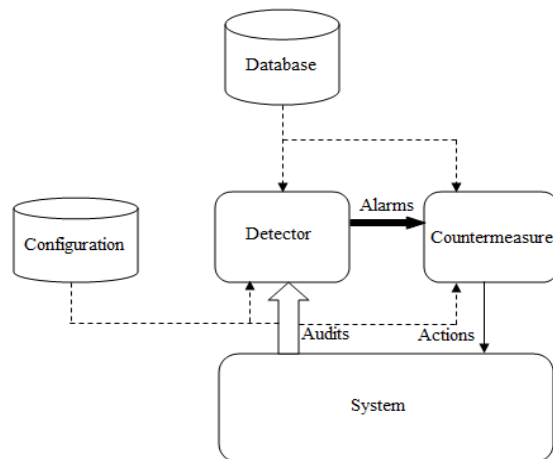 Database
Alarms
Configuration
Detector
Countermeasure
Audits
Actions
System